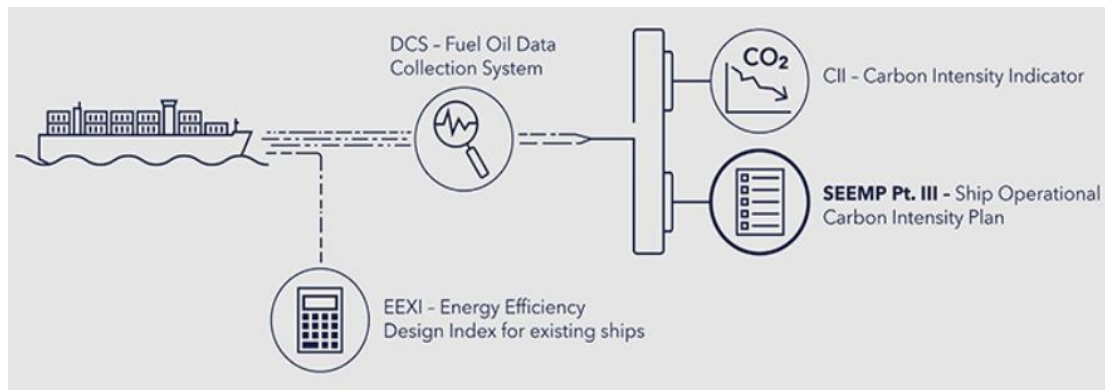 DCS – Fuel Oil Data
Collection System
CO₂
CII – Carbon Intensity Indicator
SEEMP Pt. III – Ship Operational
Carbon Intensity Plan
EEXI – Energy Efficiency
Design Index for existing ships